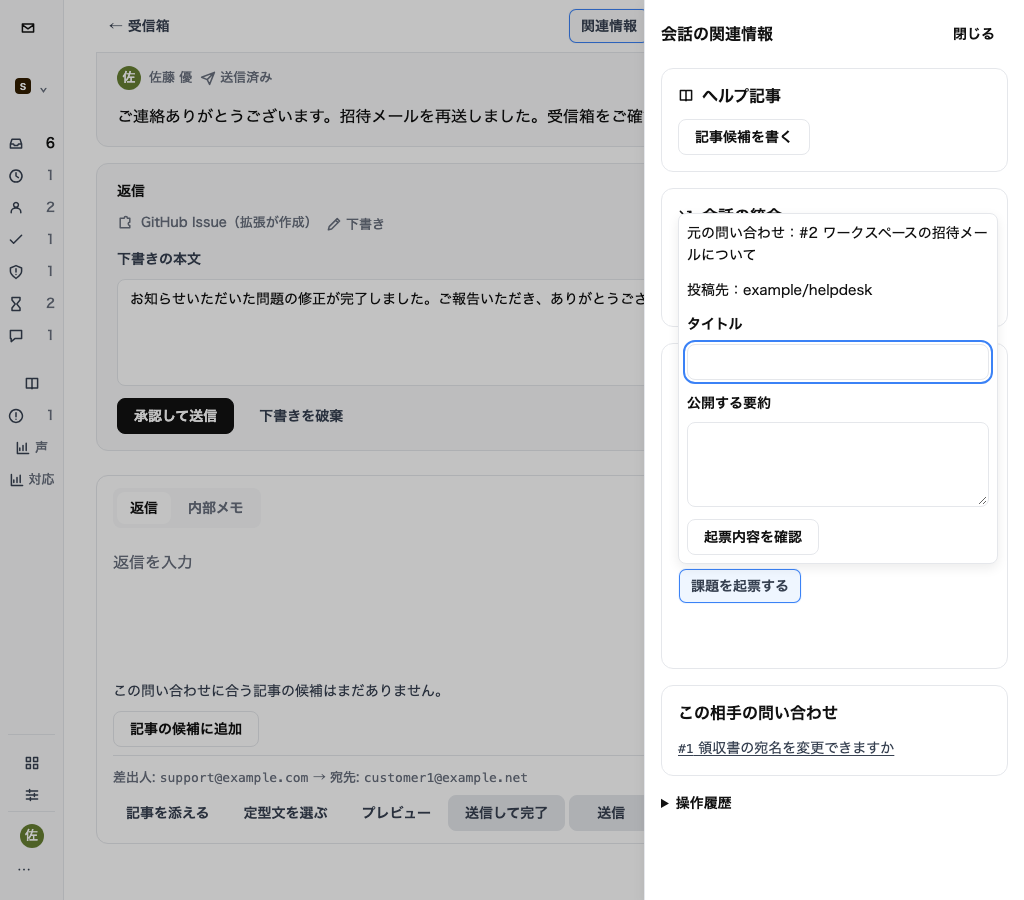 ← 受信箱
関連情報
S
佐 佐藤 優 送信済み
ご連絡ありがとうございます。招待メールを再送しました。受信箱をご確
6
1
2
1
1
2
1
1
声
対応
佐
…
返信
GitHub Issue（拡張が作成） 下書き
下書きの本文
お知らせいただいた問題の修正が完了しました。ご報告いただき、ありがとうござ
承認して送信 下書きを破棄
返信 内部メモ
返信を入力
この問い合わせに合う記事の候補はまだありません。
記事の候補に追加
差出人: support@example.com → 宛先: customer1@example.net
記事を添える 定型文を選ぶ プレビュー 送信して完了 送信
会話の関連情報 閉じる
ヘルプ記事
記事候補を書く
会話の統合
元の問い合わせ：#2 ワークスペースの招待メー
ルについて
投稿先：example/helpdesk
タイトル
公開する要約
起票内容を確認
課題を起票する
この相手の問い合わせ
#1 領収書の宛名を変更できますか
▶ 操作履歴